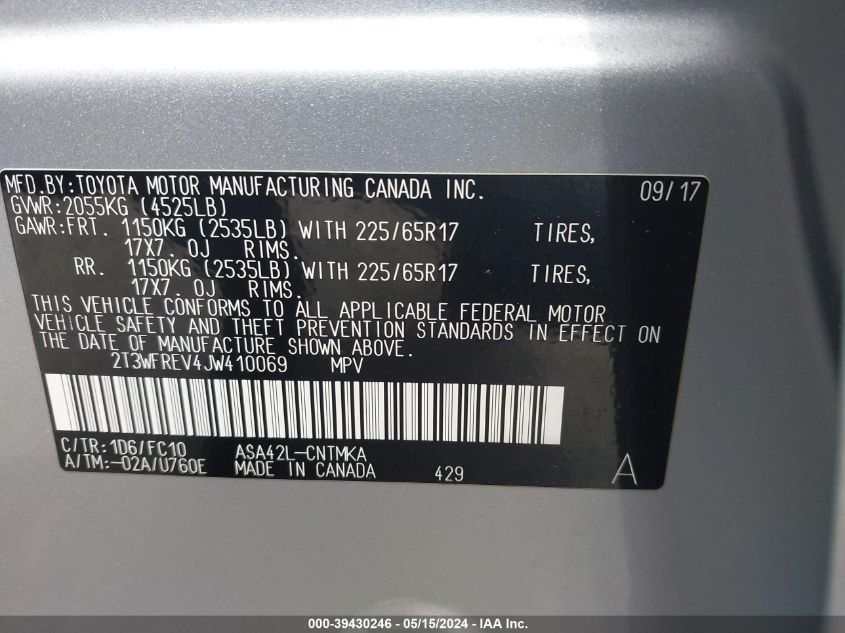 MFD.BY:TOYOTA MOTOR MANUFACTURING CANADA INC. 09/17
GVWR:2055KG (4525LB)
GAWR:FRT. 1150KG (2535LB) WITH 225/65R17 TIRES,
17X7.0J RIMS.
RR. 1150KG (2535LB) WITH 225/65R17 TIRES,
17X7.0J RIMS.
THIS VEHICLE CONFORMS TO ALL APPLICABLE FEDERAL MOTOR
VEHICLE SAFETY AND THEFT PREVENTION STANDARDS IN EFFECT ON
THE DATE OF MANUFACTURE SHOWN ABOVE.
2T3WFREV4JW410069 MPV
C/TR:1D6/FC10 ASA42L-CNTMKA
A/TM:-02A/U760E MADE IN CANADA 429 A
000-39430246 - 05/15/2024 - IAA Inc.